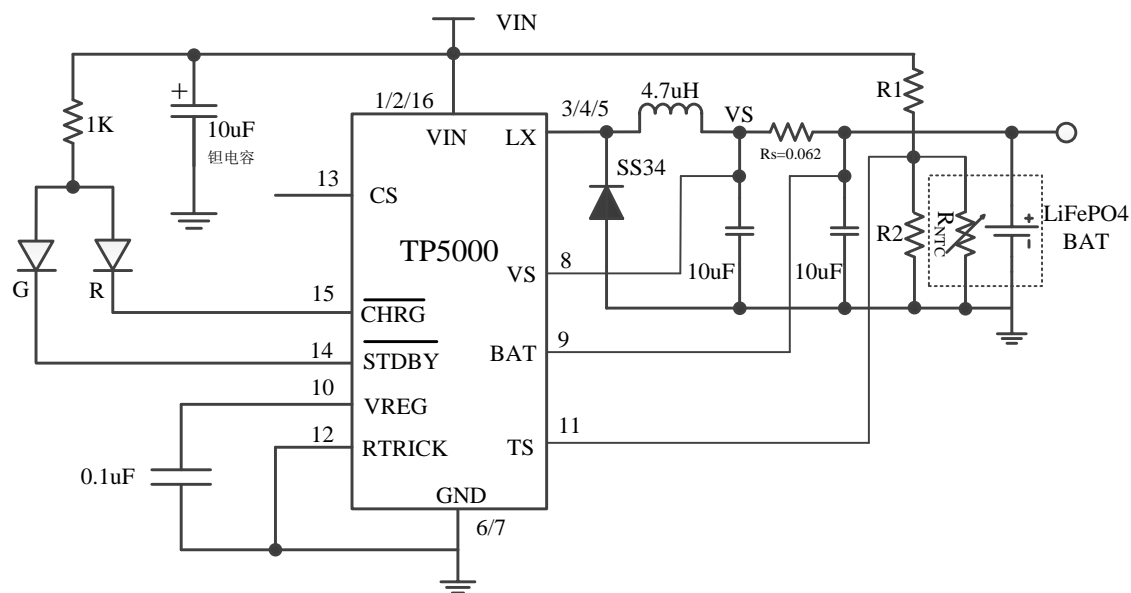 VIN
1K
+
10uF
钽电容
1/2/16
VIN
3/4/5
LX
4.7uH
VS
Rs=0.062
R1
13
CS
SS34
TP5000
8
VS
10uF
10uF
R2
RNTC
+
-
LiFePO4
BAT
G
R
15
CHRG
14
STDBY
9
BAT
10
VREG
12
RTRICK
11
TS
0.1uF
GND
6/7